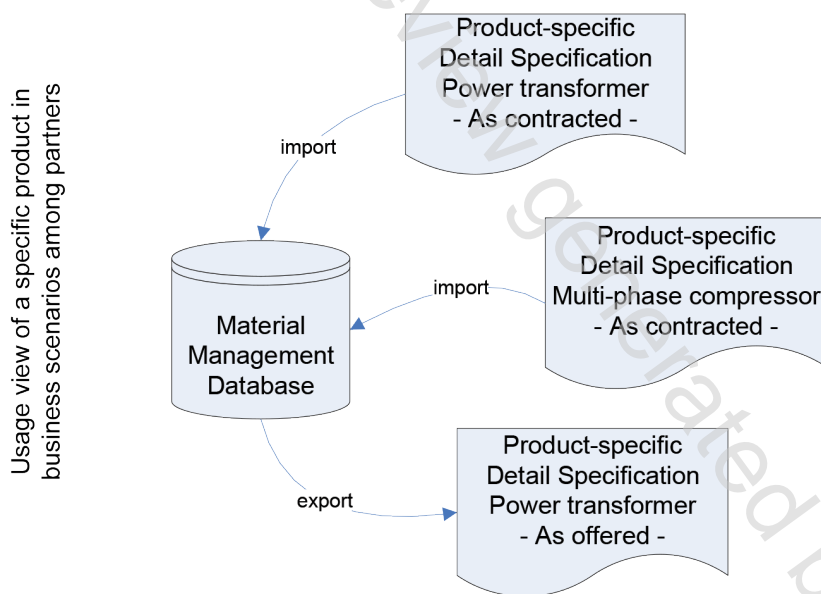 Usage view of a specific product in
business scenarios among partners
Product-specific
Detail Specification
Power transformer
- As contracted -
import
Product-specific
Detail Specification
Multi-phase compressor
- As contracted -
import
Material
Management
Database
Product-specific
Detail Specification
Power transformer
- As offered -
export
generated